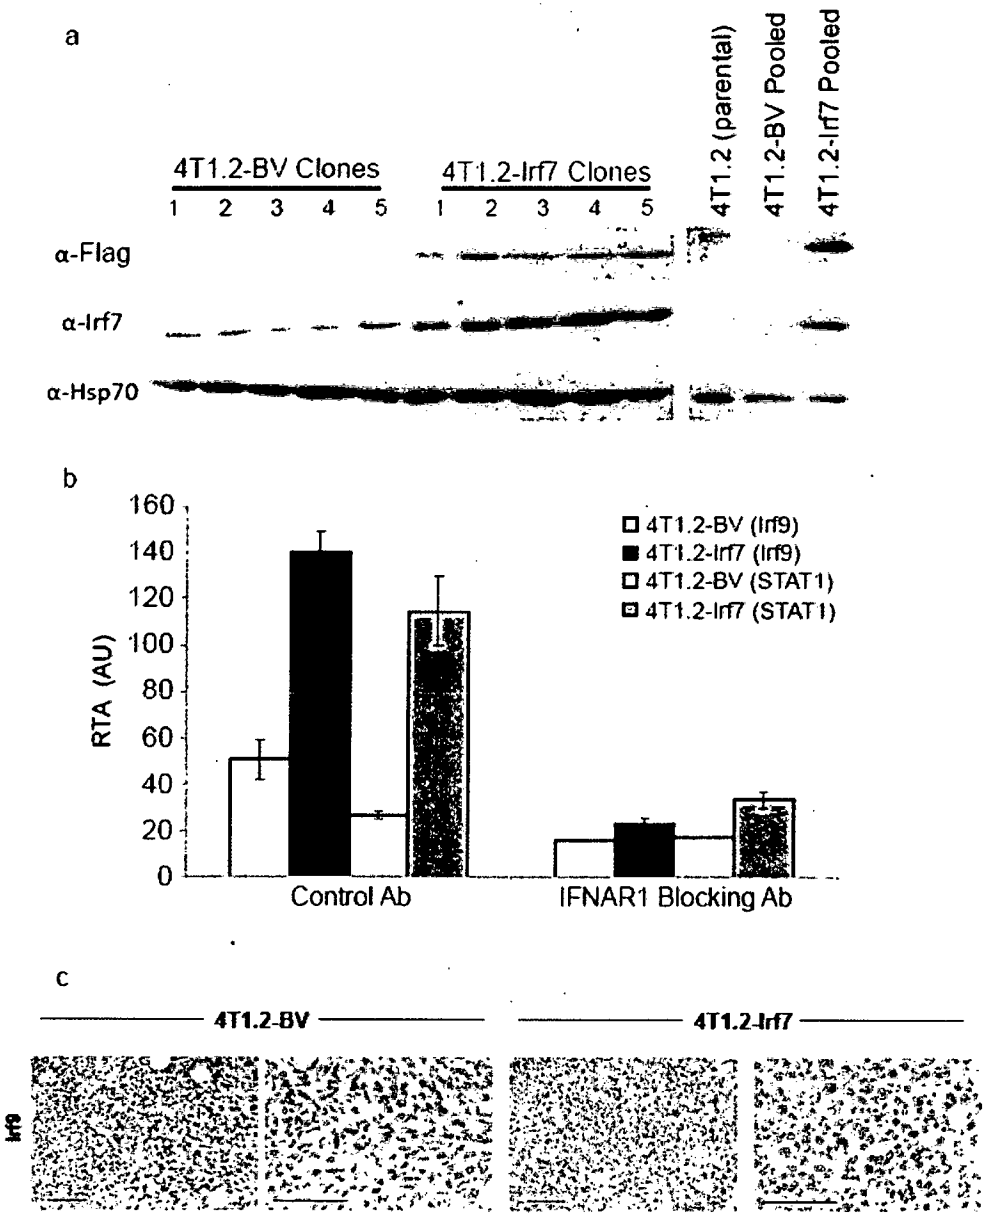 a
4T1.2 (parental)
4T1.2-BV Pooled
4T1.2-Irf7 Pooled
4T1.2-BV Clones
4T1.2-Irf7 Clones
1 2 3 4 5 1 2 3 4 5
α-Flag
α-Irf7
α-Hsp70
b
160
140
120
100
80
60
40
20
0
RTA (AU)
4T1.2-BV (Irf9)
4T1.2-Irf7 (Irf9)
4T1.2-BV (STAT1)
4T1.2-Irf7 (STAT1)
Control Ab
IFNAR1 Blocking Ab
c
4T1.2-BV
4T1.2-Irf7
Irf9